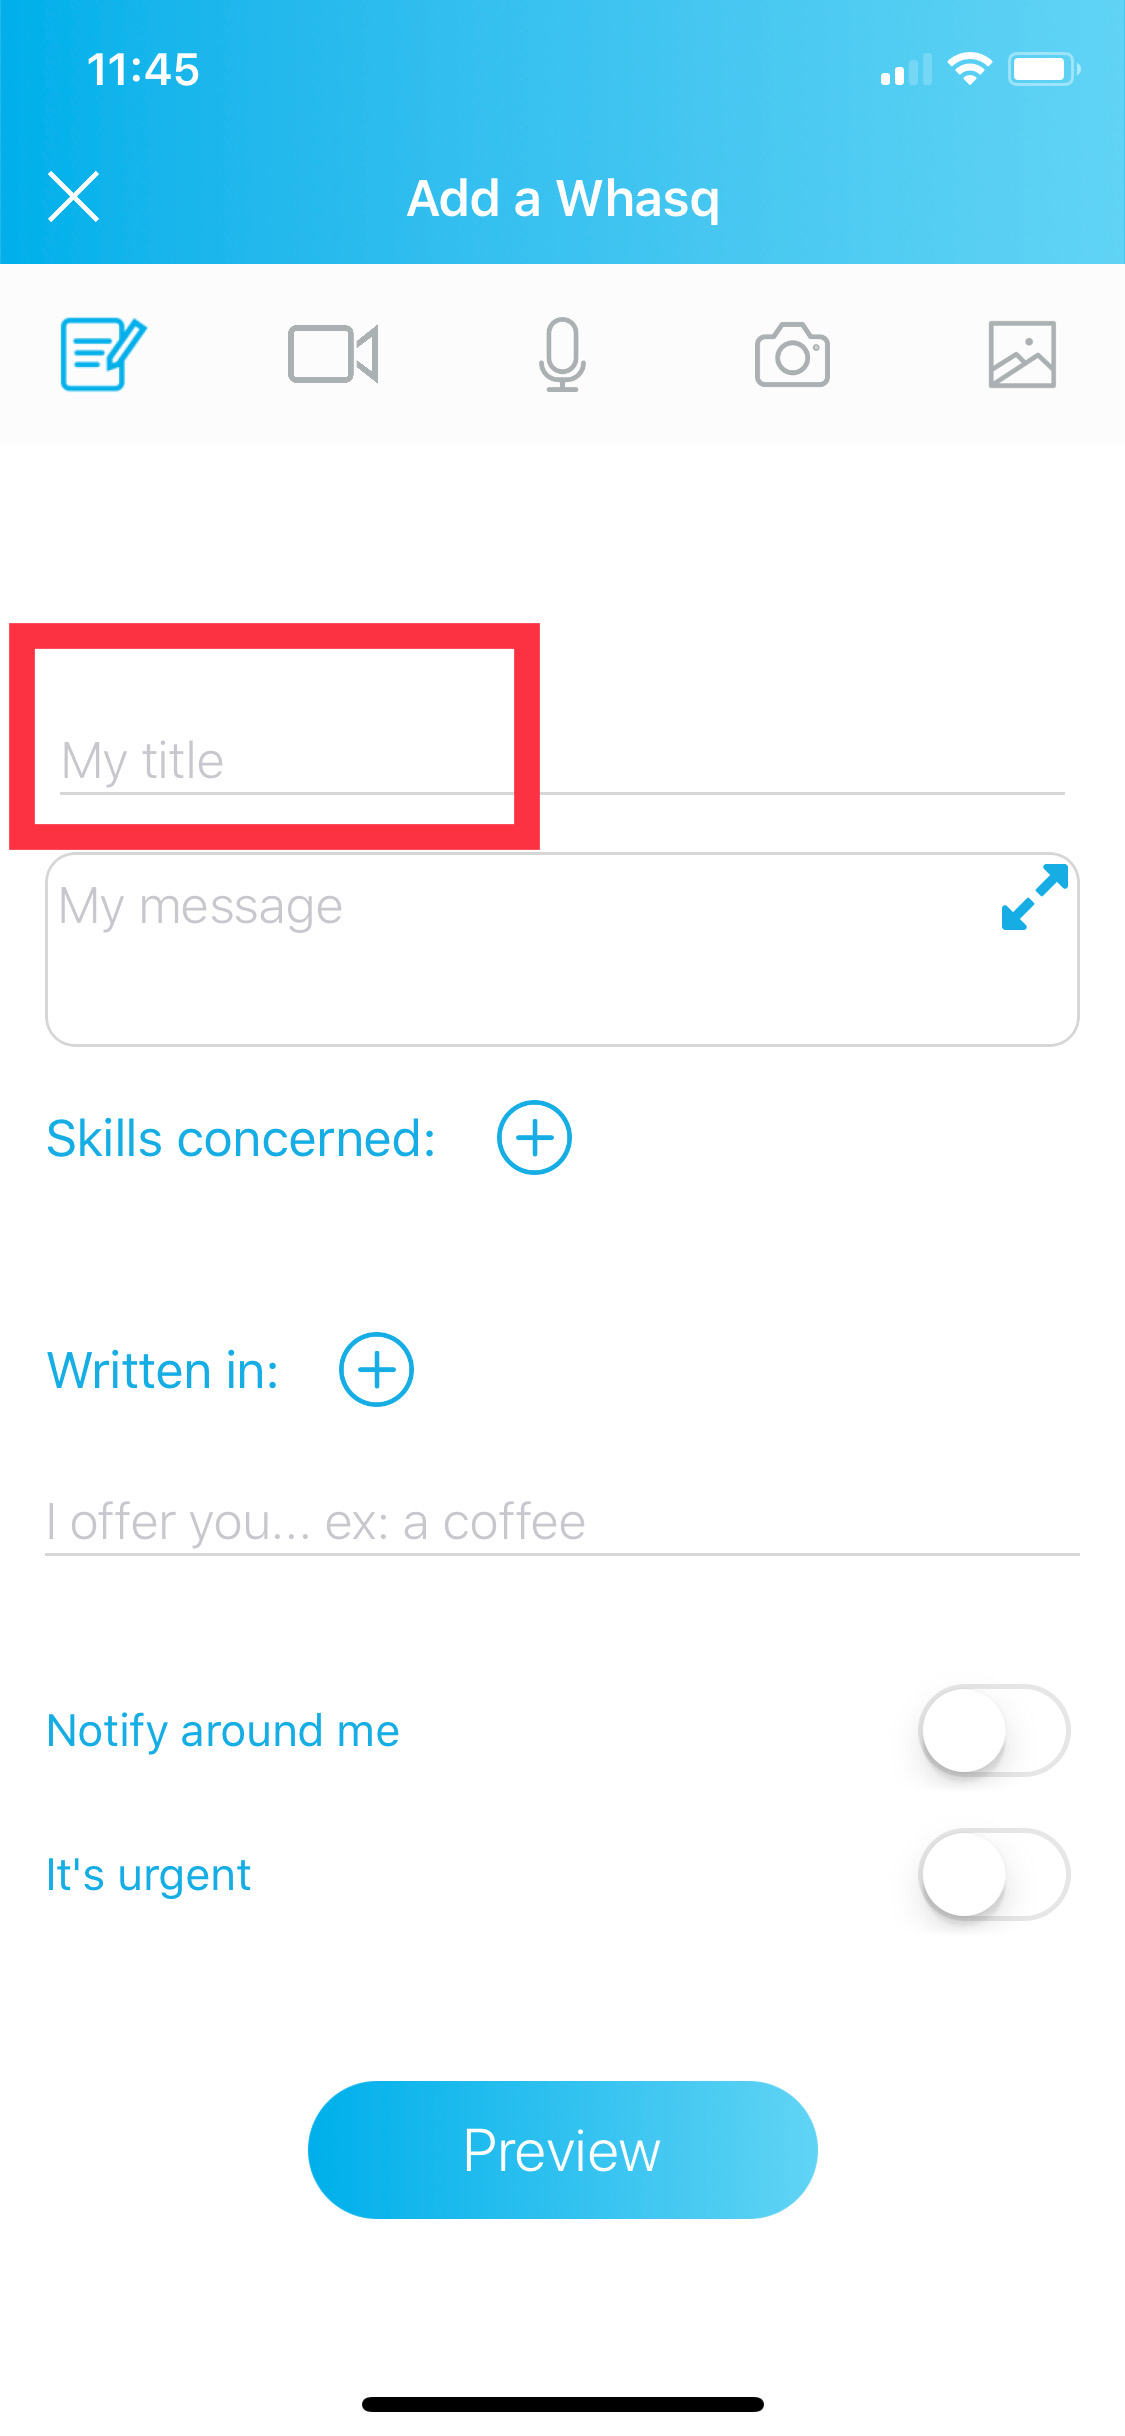 11:45
Add a Whasq
My title
My message
Skills concerned:
Written in:
I offer you... ex: a coffee
Notify around me
It's urgent
Preview